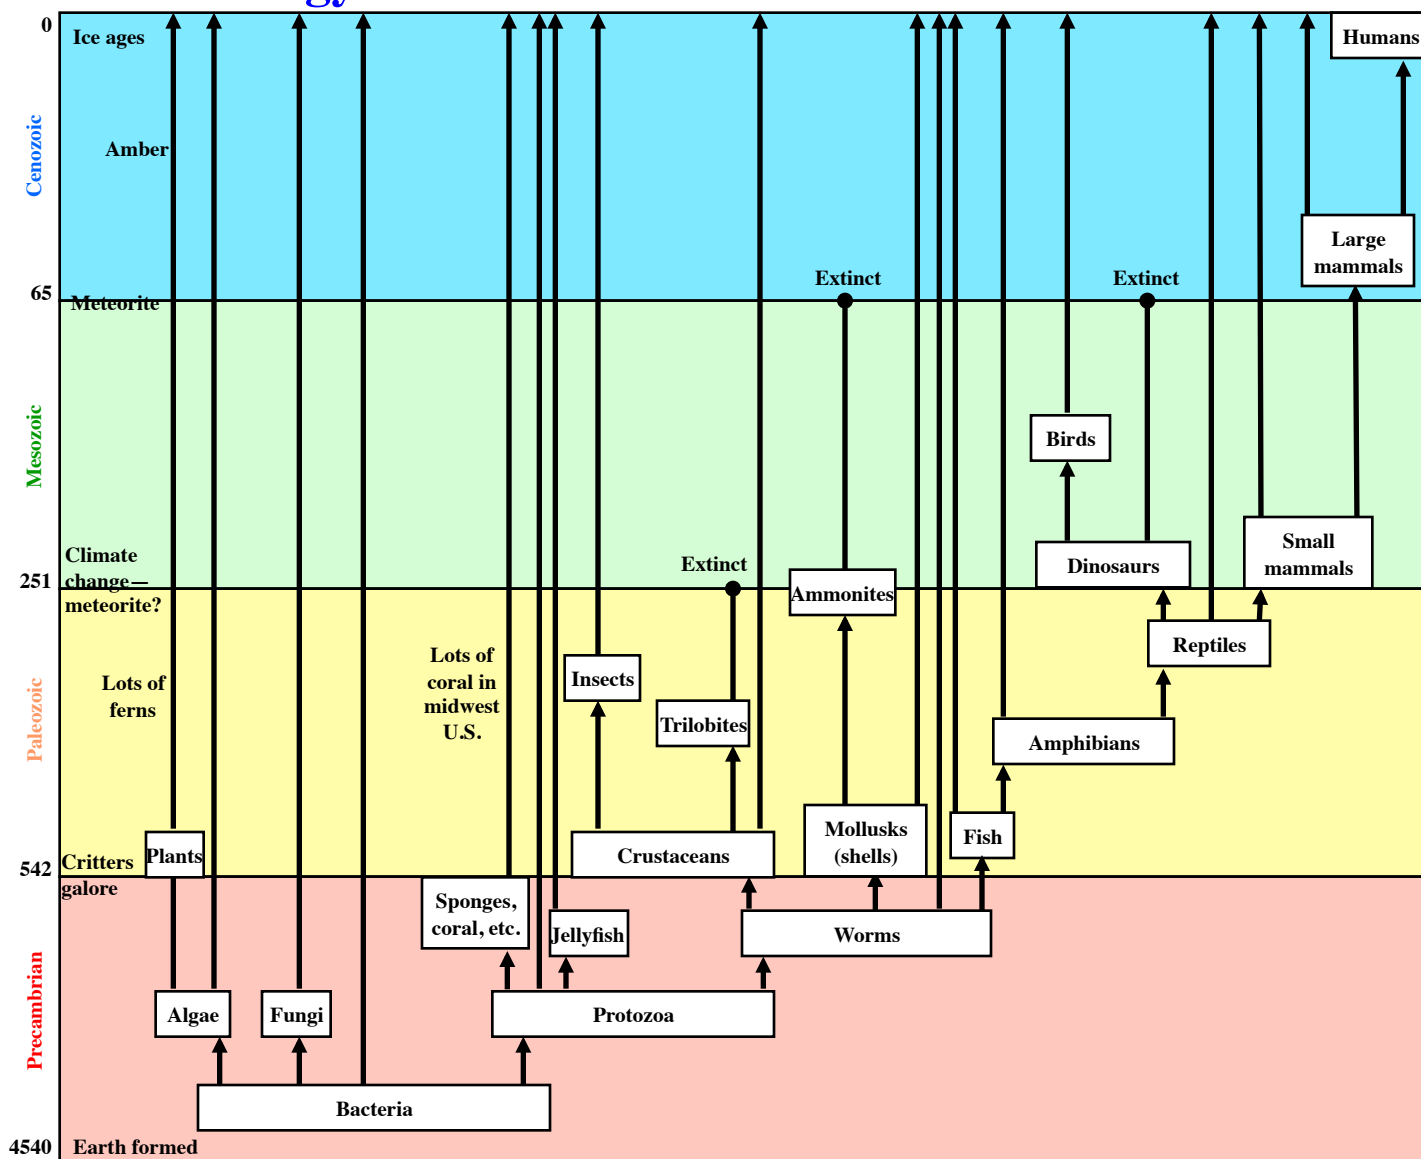 gy
0
Ice ages
Humans
Cenozoic
Amber
Large
mammals
Extinct
Extinct
65
Meteorite
Mesozoic
Birds
Small
mammals
Climate
change—
meteorite?
251
Extinct
Dinosaurs
Ammonites
Reptiles
Paleozoic
Lots of
ferns
Lots of
coral in
midwest
U.S.
Insects
Trilobites
Amphibians
Plants
Crustaceans
Mollusks
(shells)
Fish
542
Critters
galore
Sponges,
coral, etc.
Jellyfish
Worms
Precambrian
Algae
Fungi
Protozoa
Bacteria
4540
Earth formed